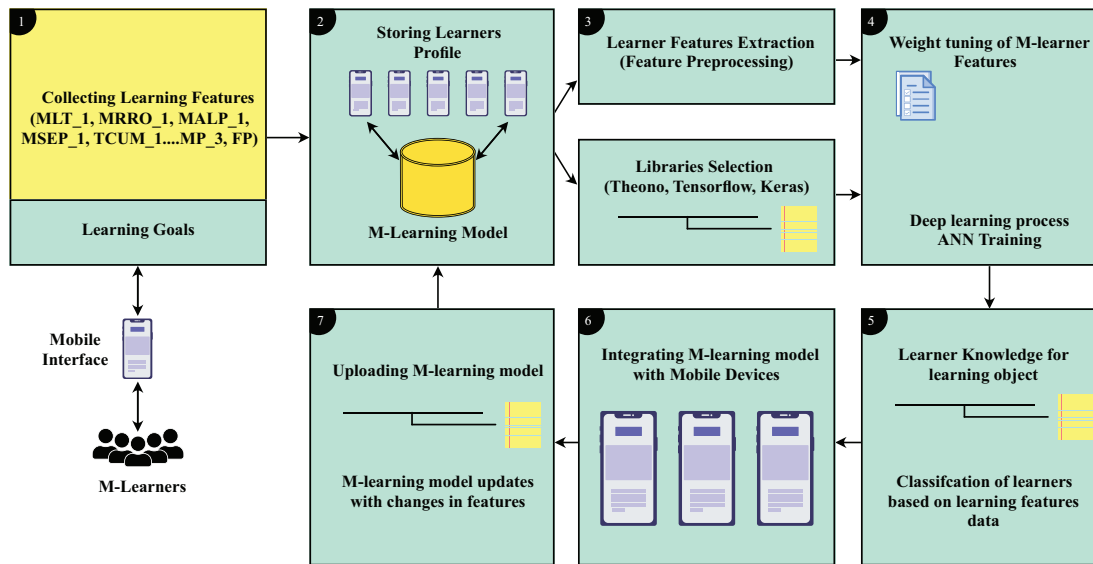 1
Collecting Learning Features
(MLT_1, MRRO_1, MALP_1,
MSEP_1, TCUM_1....MP_3, FP)
Learning Goals
Mobile
Interface
M-Learners
2
Storing Learners
Profile
M-Learning Model
3
Learner Features Extraction
(Feature Preprocessing)
Libraries Selection
(Theono, Tensorflow, Keras)
4
Weight tuning of M-learner
Features
Deep learning process
ANN Training
5
Learner Knowledge for
learning object
Classifcation of learners
based on learning features
data
6
Integrating M-learning model
with Mobile Devices
7
Uploading M-learning model
M-learning model updates
with changes in features